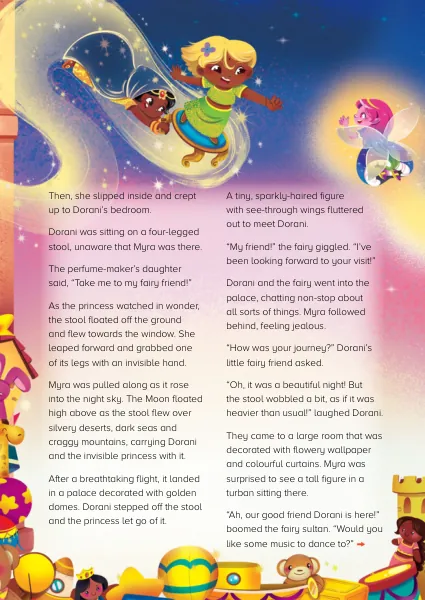 Then, she slipped inside and crept
up to Dorani's bedroom.
Dorani was sitting on a four-legged
stool, unaware that Myra was there.
The perfume-maker's daughter
said, “Take me to my fairy friend!”
As the princess watched in wonder,
the stool floated off the ground
and flew towards the window. She
leaped forward and grabbed one
of its legs with an invisible hand.
Myra was pulled along as it rose
into the night sky. The Moon floated
high above as the stool flew over
silvery deserts, dark seas and
craggy mountains, carrying Dorani
and the invisible princess with it.
After a breathtaking flight, it landed
in a palace decorated with golden
domes. Dorani stepped off the stool
and the princess let go of it.
A tiny, sparkly-haired figure
with see-through wings fluttered
out to meet Dorani.
“My friend!” the fairy giggled. “I've
been looking forward to your visit!”
Dorani and the fairy went into the
palace, chatting non-stop about
all sorts of things. Myra followed
behind, feeling jealous.
“How was your journey?” Dorani's
little fairy friend asked.
“Oh, it was a beautiful night! But
the stool wobbled a bit, as if it was
heavier than usual!” laughed Dorani.
They came to a large room that was
decorated with flowery wallpaper
and colourful curtains. Myra was
surprised to see a tall figure in a
turban sitting there.
“Ah, our good friend Dorani is here!”
boomed the fairy sultan. “Would you
like some music to dance to?” ➞